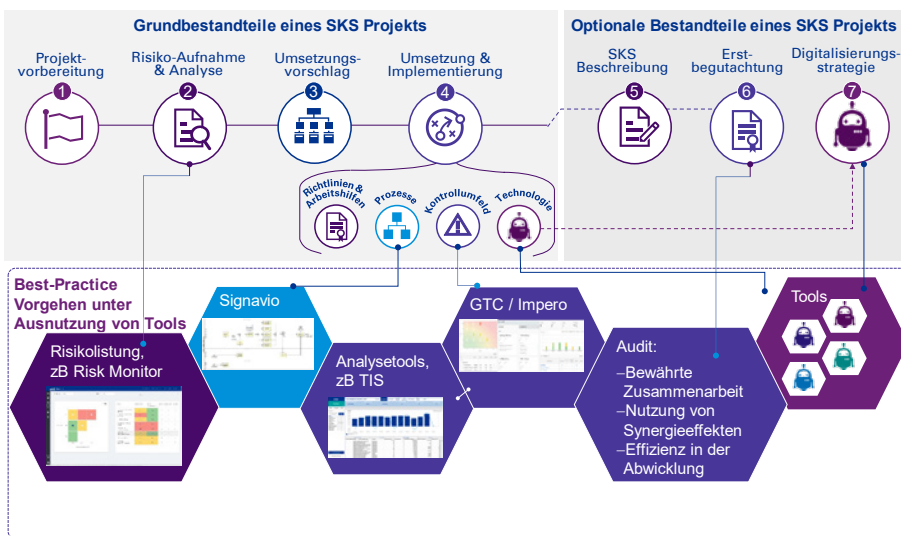 Grundbestandteile eines SKS Projekts
Optionale Bestandteile eines SKS Projekts
Projekt-
vorbereitung
1
Risiko-Aufnahme
& Analyse
2
Umsetzungs-
vorschlag
3
Umsetzung &
Implementierung
4
SKS
Beschreibung
5
Erst-
begutachtung
6
Digitalisierungs-
strategie
7
Richtlinien &
Arbeitshilfen
Prozesse
Kontrollumfeld
Technologie
Best-Practice
Vorgehen unter
Ausnutzung von Tools
Risikolistung,
zB Risk Monitor
Signavio
Analysetools,
zB TIS
GTC / Impero
Audit:
–Bewährte
Zusammenarbeit
–Nutzung von
Synergieeffekten
–Effizienz in der
Abwicklung
Tools